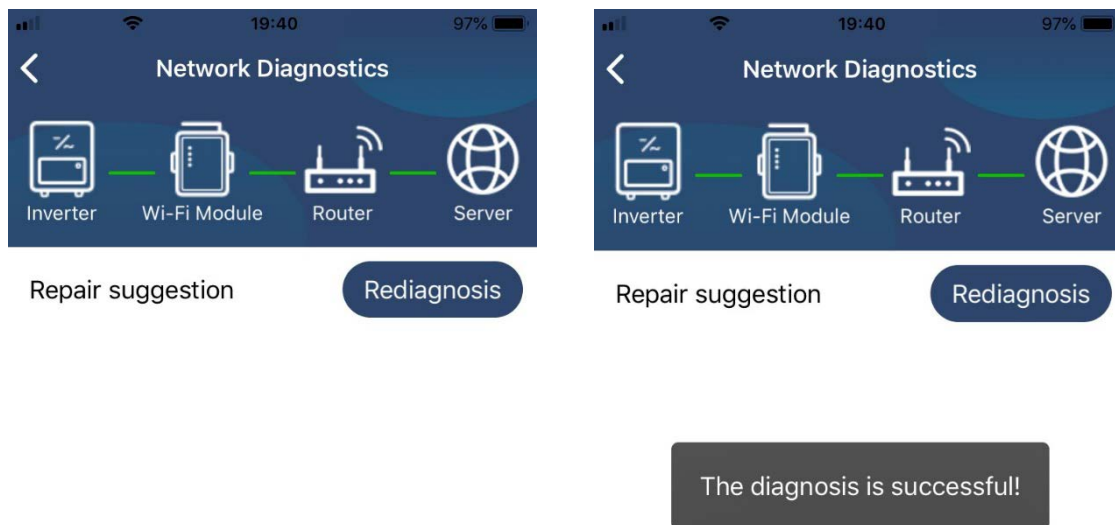 19:40
97%
Network Diagnostics
Inverter
Wi-Fi Module
Router
Server
Repair suggestion
Rediagnosis
19:40
97%
Network Diagnostics
Inverter
Wi-Fi Module
Router
Server
Repair suggestion
Rediagnosis
The diagnosis is successful!